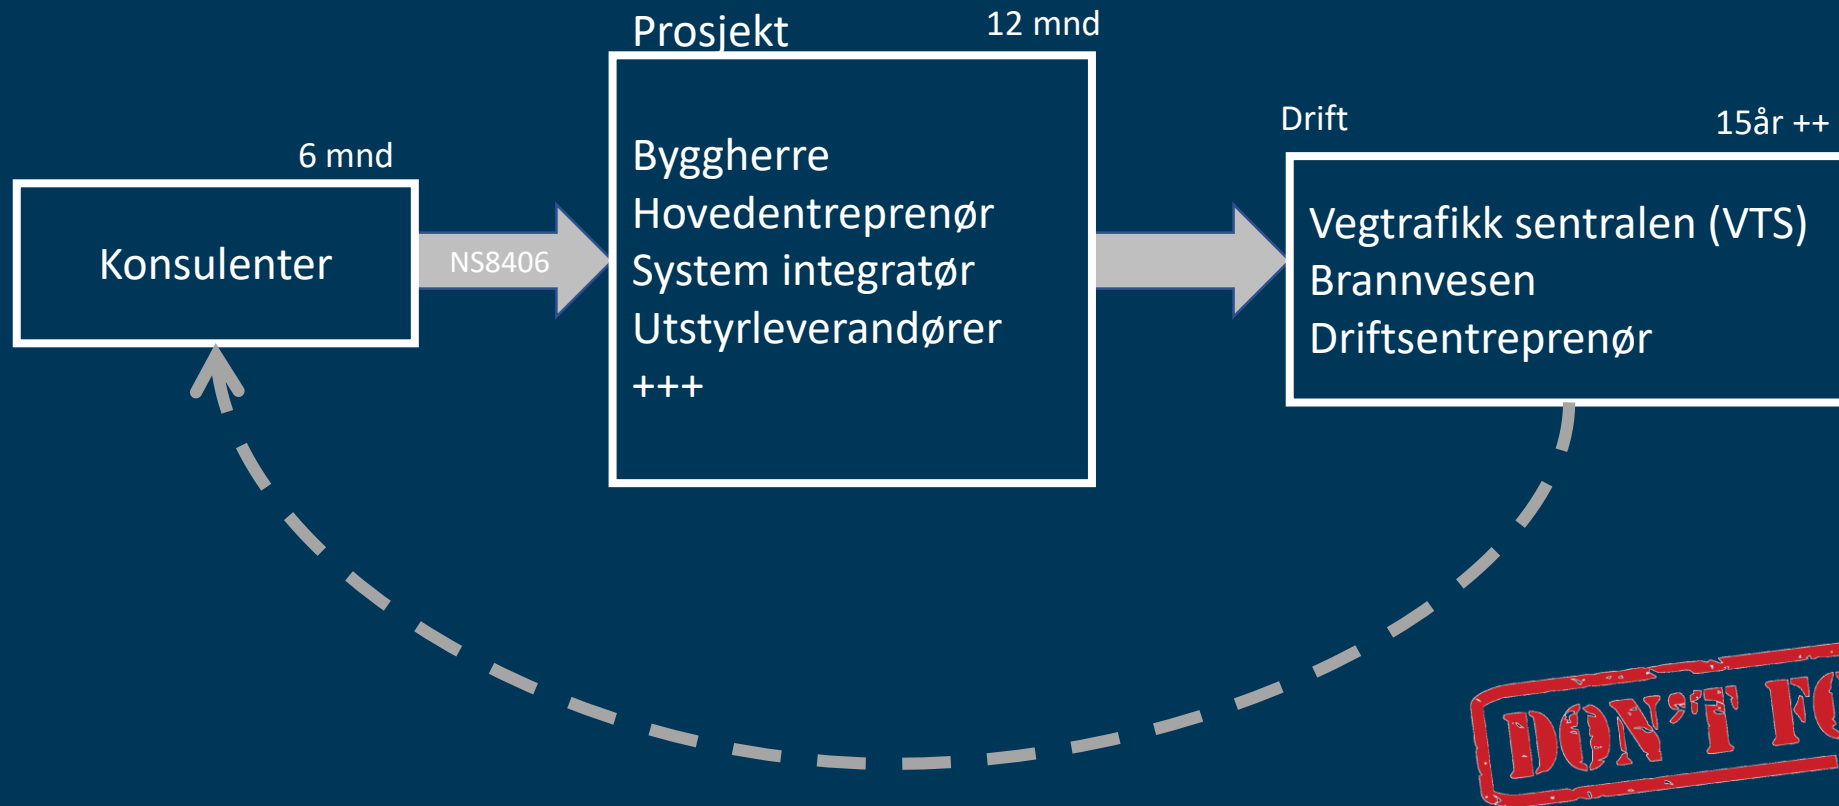 6 mnd
Konsulenter
NS8406
Prosjekt
12 mnd
Byggherre
Hovedentreprenør
System integratør
Utstyrleverandører
+++
Drift
15år ++
Vegtrafikk sentralen (VTS)
Brannvesen
Driftsentreprenør
DON'T